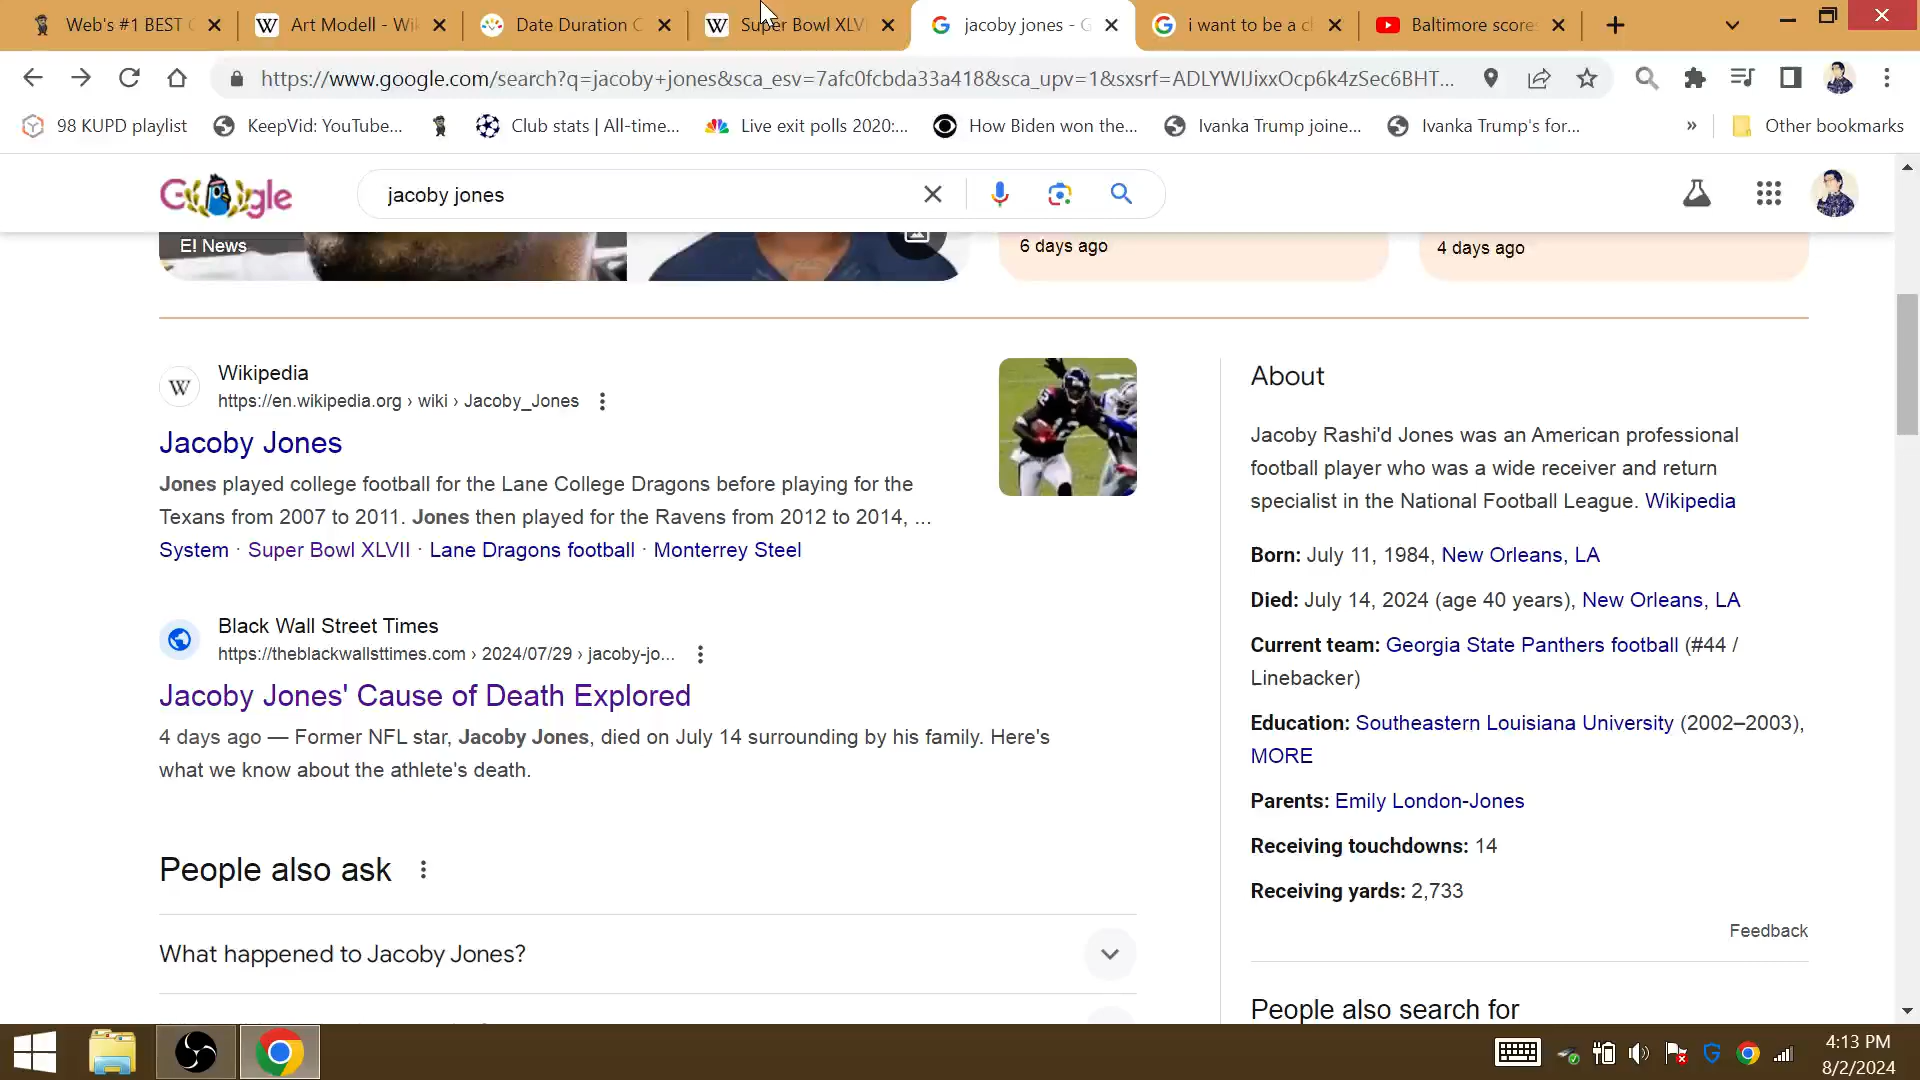 Web's #1 BEST
Art Modell - Wi
Date Duration C
Super Bowl XLV
jacoby jones - G
i want to be a c
Baltimore score
https://www.google.com/search?q=jacoby+jones&sca_esv=7afc0fcbda33a418&sca_upv=1&sxsrf=ADLYWIJixxOcp6k4zSec6BHT...
98 KUPD playlist
KeepVid: YouTube...
Club stats | All-time...
Live exit polls 2020:...
How Biden won the...
Ivanka Trump joine...
Ivanka Trump's for...
»
Other bookmarks
Google
jacoby jones
E! News
6 days ago
4 days ago
Wikipedia
https://en.wikipedia.org › wiki › Jacoby_Jones
Jacoby Jones
Jones played college football for the Lane College Dragons before playing for the
Texans from 2007 to 2011. Jones then played for the Ravens from 2012 to 2014, ...
System · Super Bowl XLVII · Lane Dragons football · Monterrey Steel
Black Wall Street Times
https://theblackwallsttimes.com › 2024/07/29 › jacoby-jo...
Jacoby Jones' Cause of Death Explored
4 days ago — Former NFL star, Jacoby Jones, died on July 14 surrounding by his family. Here's
what we know about the athlete's death.
People also ask
What happened to Jacoby Jones?
About
Jacoby Rashi'd Jones was an American professional
football player who was a wide receiver and return
specialist in the National Football League. Wikipedia
Born: July 11, 1984, New Orleans, LA
Died: July 14, 2024 (age 40 years), New Orleans, LA
Current team: Georgia State Panthers football (#44 /
Linebacker)
Education: Southeastern Louisiana University (2002–2003),
MORE
Parents: Emily London-Jones
Receiving touchdowns: 14
Receiving yards: 2,733
Feedback
People also search for
4:13 PM
8/2/2024